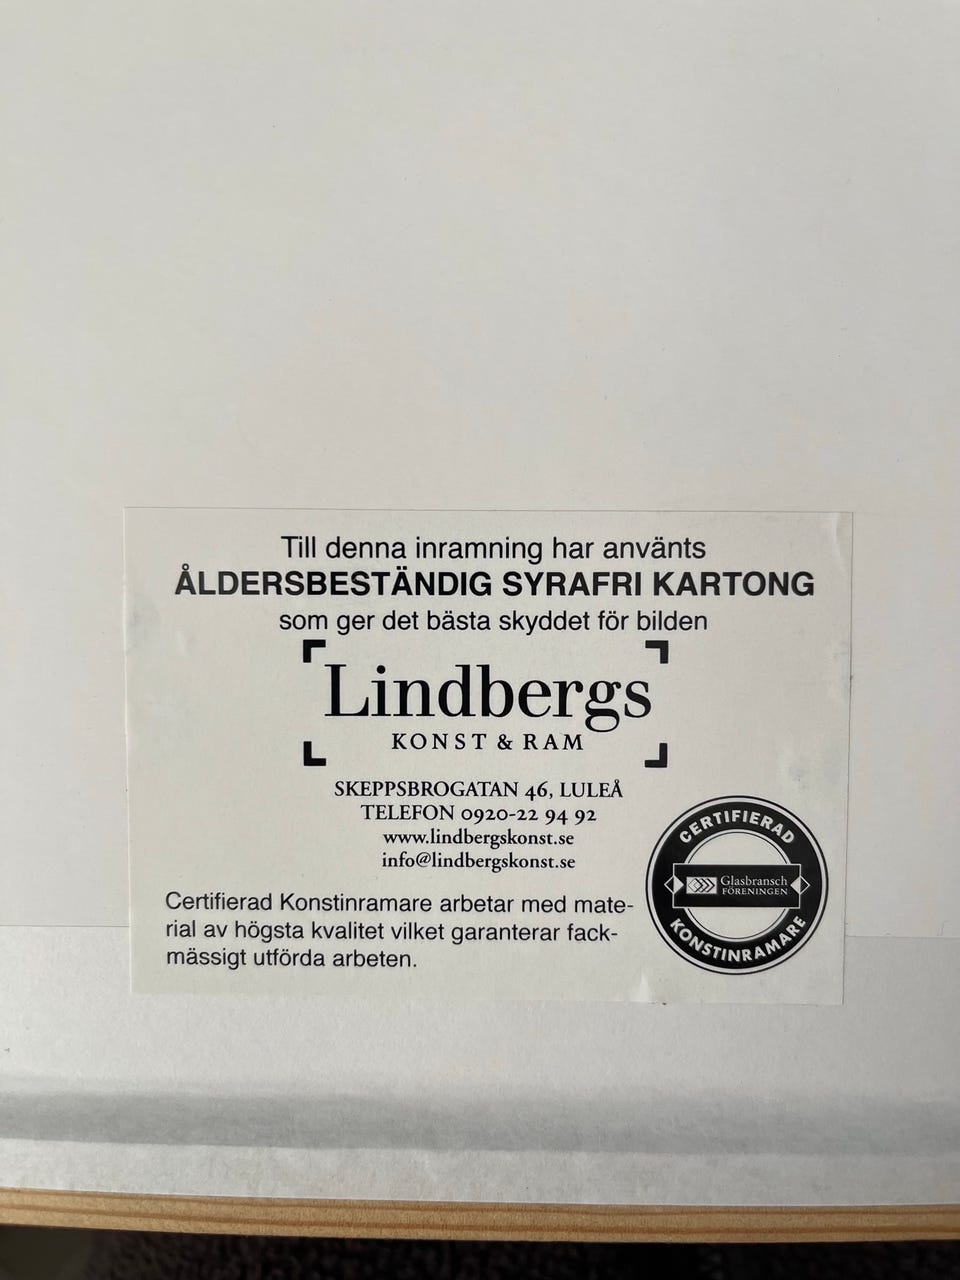 Till denna inramning har använts
ÅLDERSBESTÄNDIG SYRAFRI KARTONG
som ger det bästa skyddet för bilden
Lindbergs
KONST & RAM
SKEPPSBROGATAN 46, LULEÅ
TELEFON 0920-22 94 92
www.lindbergskonst.se
info@lindbergskonst.se
Certifierad Konstinramare arbetar med mate-
rial av högsta kvalitet vilket garanterar fack-
mässigt utförda arbeten.
CERTIFIERAD
Glasbransch
FÖRENINGEN
KONSTINRAMARE